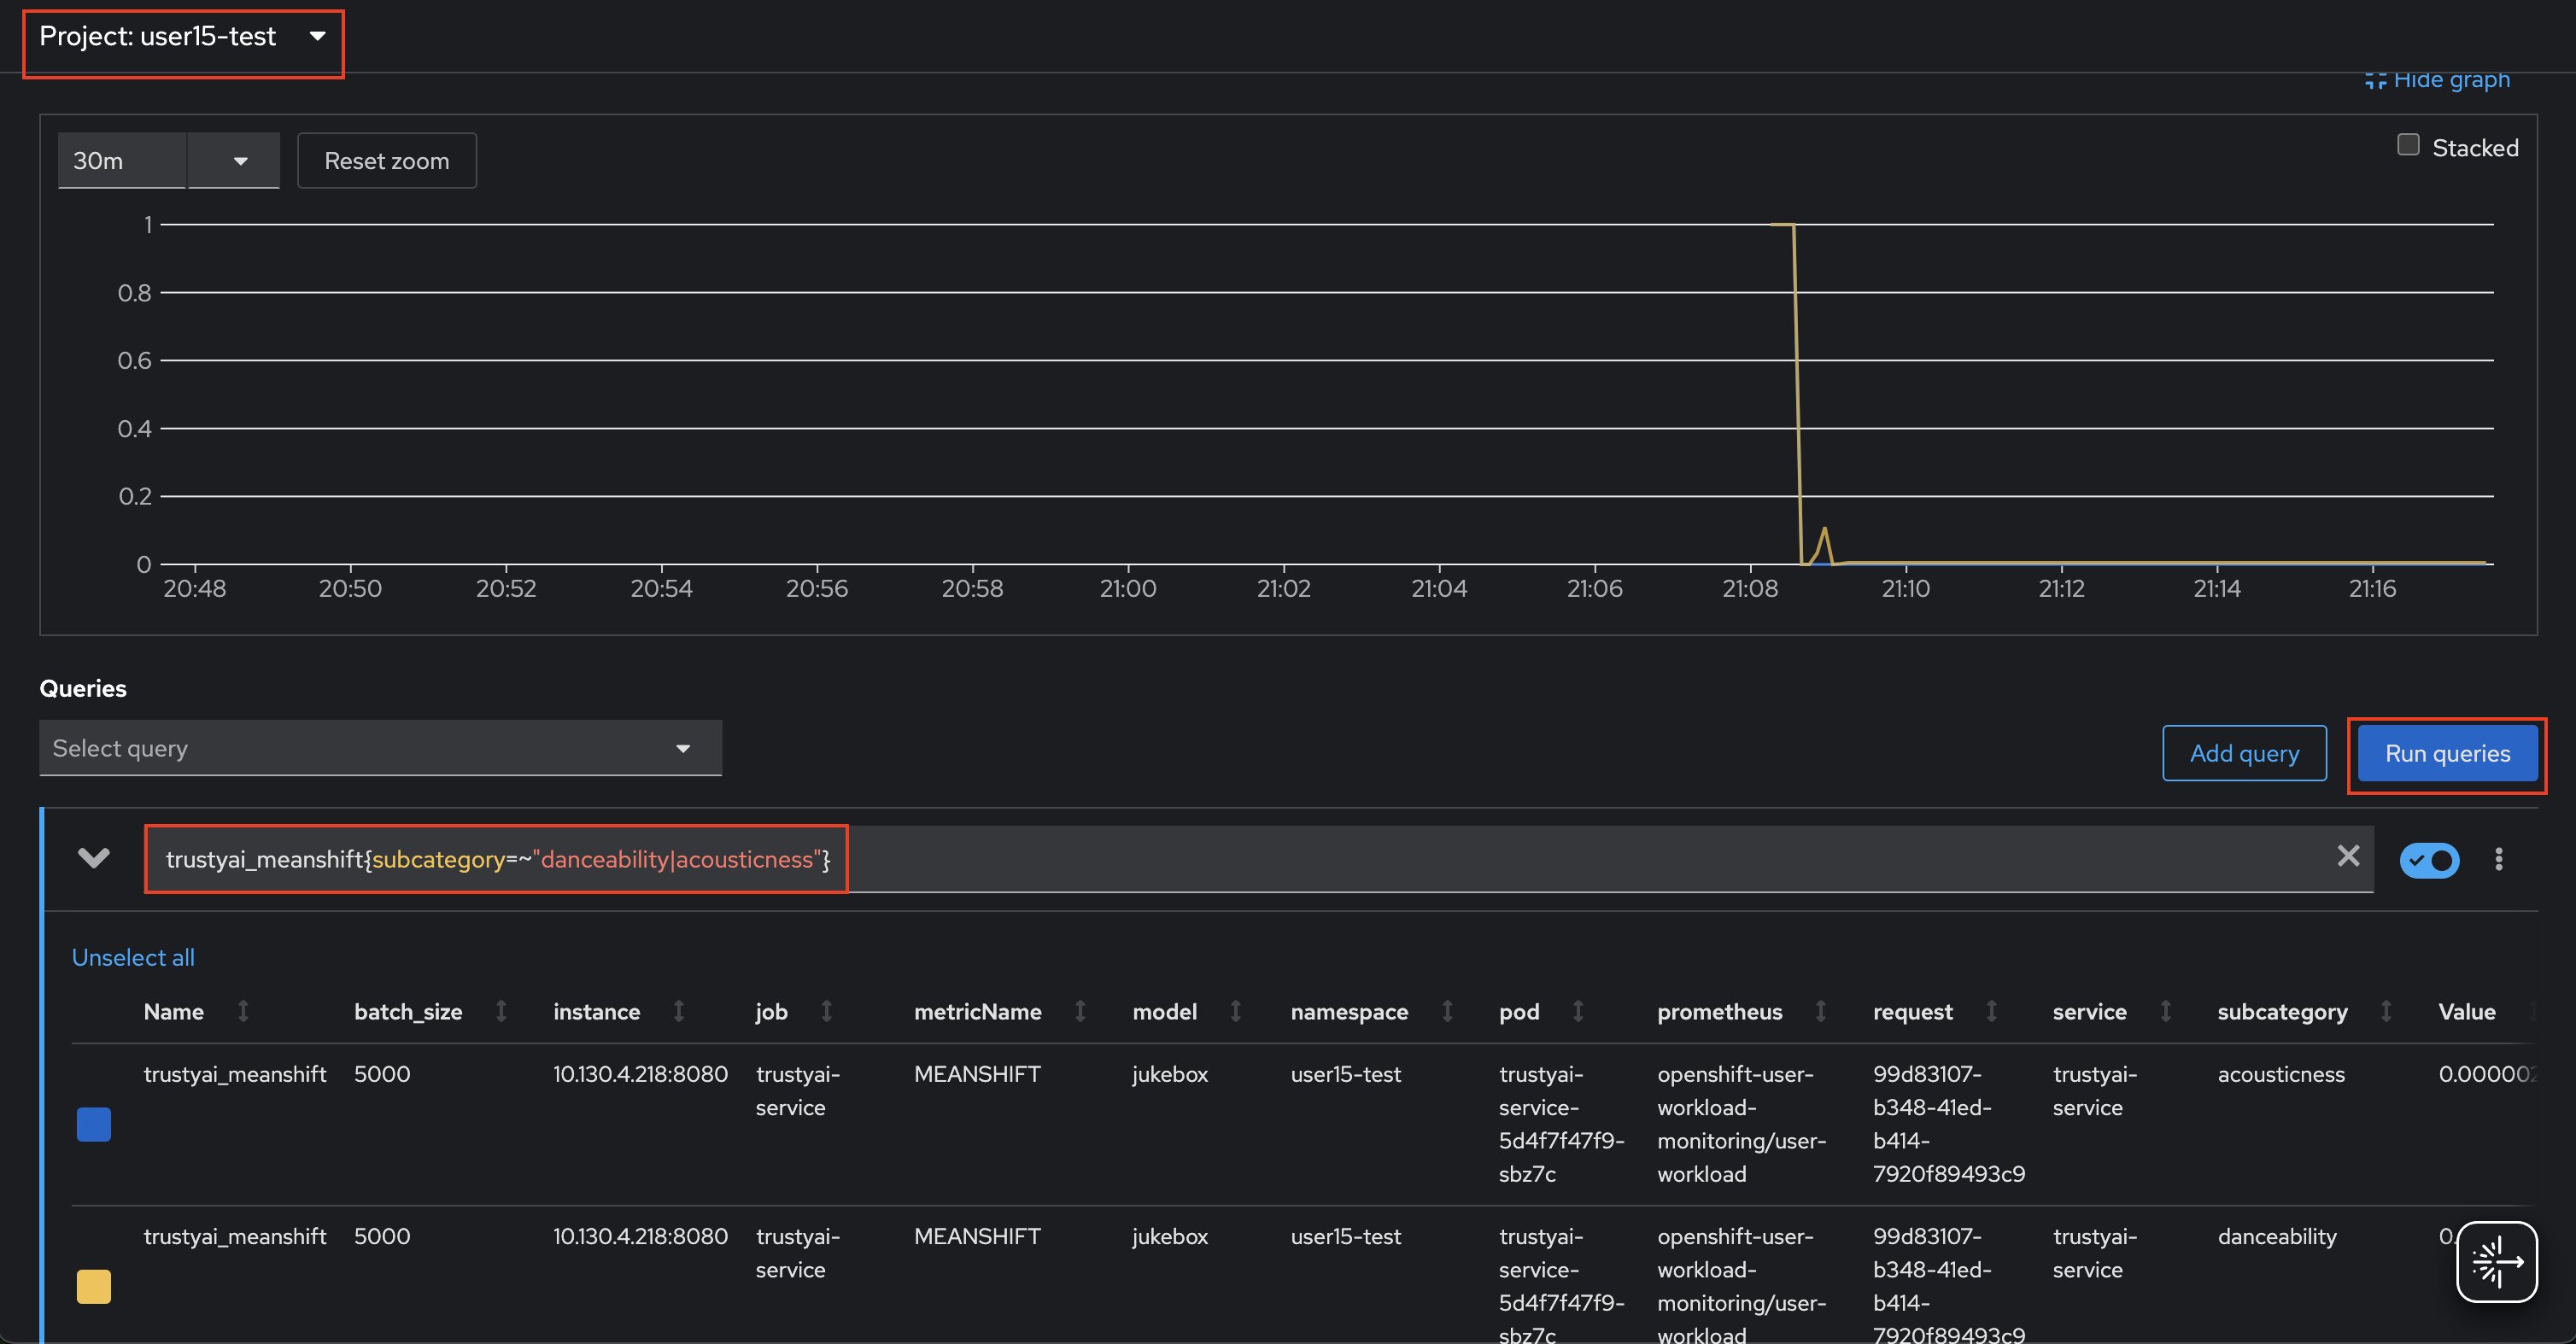 Project: user15-test
Hide graph
30m
Reset zoom
Stacked
1
0.8
0.6
0.4
0.2
0
20:48 20:50 20:52 20:54 20:56 20:58 21:00 21:02 21:04 21:06 21:08 21:10 21:12 21:14 21:16
Queries
Select query
Add query
Run queries
trustyai_meanshift{subcategory=~"danceability|acousticness"}
Unselect all
Name batch_size instance job metricName model namespace pod prometheus request service subcategory Value
trustyai_meanshift 5000 10.130.4.218:8080 trustyai- MEANSHIFT jukebox user15-test trustyai- openshift-user- 99d83107- trustyai- acousticness 0.000002
service service- workload- b348-41ed- service
5d4f7f47f9- monitoring/user- b414-
sbz7c workload 7920f89493c9
trustyai_meanshift 5000 10.130.4.218:8080 trustyai- MEANSHIFT jukebox user15-test trustyai- openshift-user- 99d83107- trustyai- danceability 0.
service service- workload- b348-41ed- service
5d4f7f47f9- monitoring/user- b414-
sbz7c workload 7920f89493c9